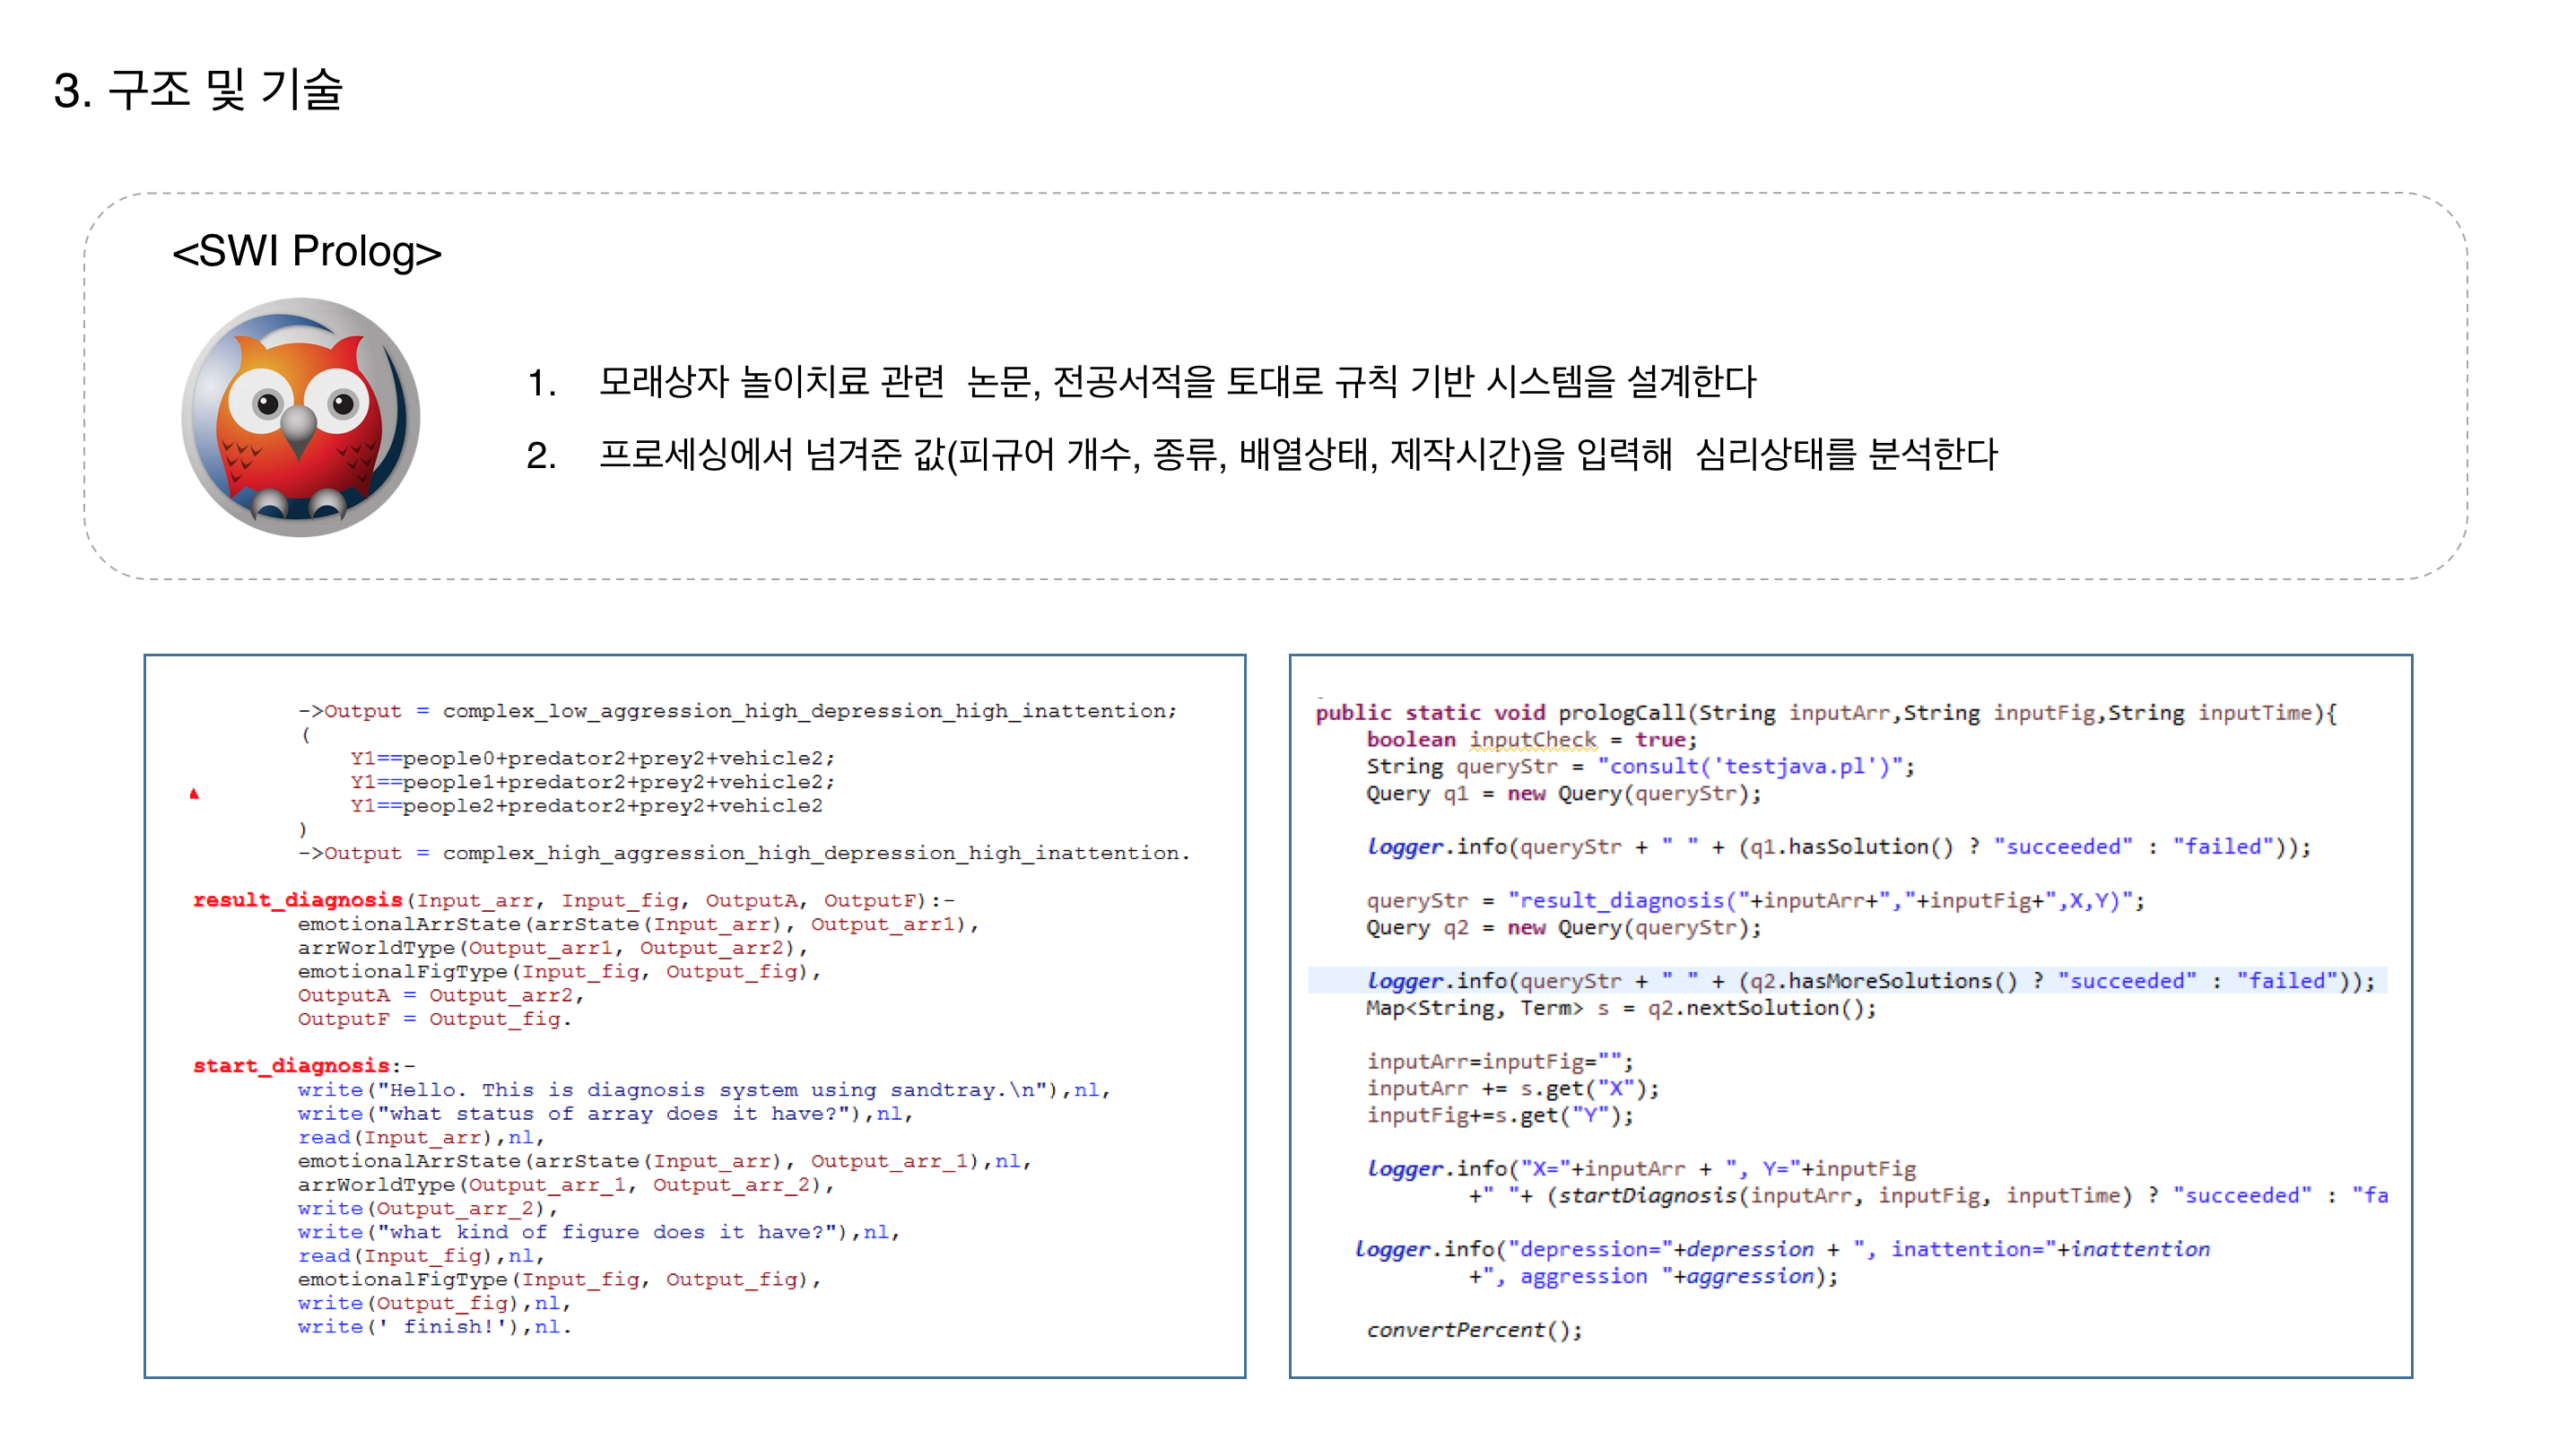 3. 구조 및 기술
<SWI Prolog>
1. 모래상자 놀이치료 관련  논문, 전공서적을 토대로 규칙 기반 시스템을 설계한다
2. 프로세싱에서 넘겨준 값(피규어 개수, 종류, 배열상태, 제작시간)을 입력해  심리상태를 분석한다
->Output = complex_low_aggression_high_depression_high_inattention;
(
Y1==people0+predator2+prey2+vehicle2;
Y1==people1+predator2+prey2+vehicle2;
Y1==people2+predator2+prey2+vehicle2
)
->Output = complex_high_aggression_high_depression_high_inattention.
result_diagnosis(Input_arr, Input_fig, OutputA, OutputF):-
emotionalArrState(arrState(Input_arr), Output_arr1),
arrWorldType(Output_arr1, Output_arr2),
emotionalFigType(Input_fig, Output_fig),
OutputA = Output_arr2,
OutputF = Output_fig.
start_diagnosis:-
write("Hello. This is diagnosis system using sandtray.\n"),nl,
write("what status of array does it have?"),nl,
read(Input_arr),nl,
emotionalArrState(arrState(Input_arr), Output_arr_1),nl,
arrWorldType(Output_arr_1, Output_arr_2),
write(Output_arr_2),
write("what kind of figure does it have?"),nl,
read(Input_fig),nl,
emotionalFigType(Input_fig, Output_fig),
write(Output_fig),nl,
write(' finish!'),nl.
public static void prologCall(String inputArr,String inputFig,String inputTime){
boolean inputCheck = true;
String queryStr = "consult('testjava.pl')";
Query q1 = new Query(queryStr);
logger.info(queryStr + " " + (q1.hasSolution() ? "succeeded" : "failed"));
queryStr = "result_diagnosis("+inputArr+","+inputFig+",X,Y)";
Query q2 = new Query(queryStr);
logger.info(queryStr + " " + (q2.hasMoreSolutions() ? "succeeded" : "failed"));
Map<String, Term> s = q2.nextSolution();
inputArr=inputFig="";
inputArr += s.get("X");
inputFig+=s.get("Y");
logger.info("X="+inputArr + ", Y="+inputFig
+" "+ (startDiagnosis(inputArr, inputFig, inputTime) ? "succeeded" : "fa
logger.info("depression="+depression + ", inattention="+inattention
+", aggression "+aggression);
convertPercent();